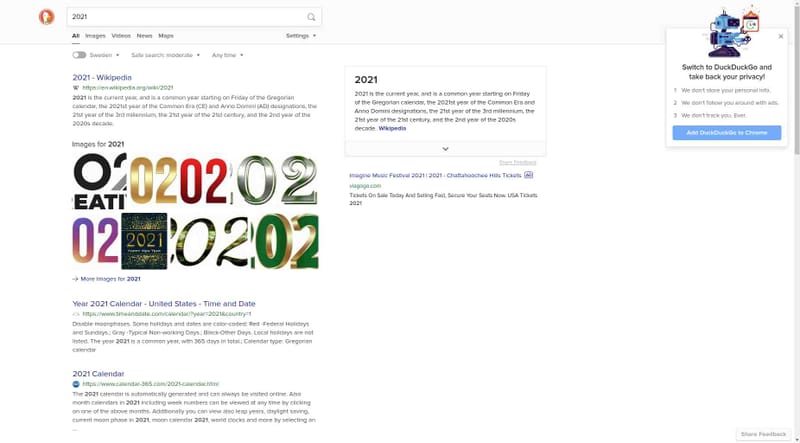 2021
All Images Videos News Maps Settings
Sweden Safe search: moderate Any time
2021 - Wikipedia
https://en.wikipedia.org/wiki/2021
2021 is the current year, and is a common year starting on Friday of the Gregorian
calendar, the 2021st year of the Common Era (CE) and Anno Domini (AD) designations, the
21st year of the 3rd millennium, the 21st year of the 21st century, and the 2nd year of the
2020s decade.
Images for 2021
2021
More Images for 2021
Year 2021 Calendar - United States - Time and Date
https://www.timeanddate.com/calendar/?year=2021&country=1
Disable moonphases. Some holidays and dates are color-coded: Red -Federal Holidays
and Sundays.; Gray -Typical Non-working Days.; Black-Other Days. Local holidays are not
listed. The year 2021 is a common year, with 365 days in total.; Calendar type: Gregorian
calendar
2021 Calendar
https://www.calendar-365.com/2021-calendar.html
The 2021 calendar is automatically generated and can always be visited online. Also
month calendars in 2021 including week numbers can be viewed at any time by clicking
on one of the above months. Additionally you can view also leap years, daylight saving,
current moon phase in 2021, moon calendar 2021, world clocks and more by selecting an
...
2021
2021 is the current year, and is a common year starting on Friday
of the Gregorian calendar, the 2021st year of the Common Era and
Anno Domini designations, the 21st year of the 3rd millennium, the
21st year of the 21st century, and the 2nd year of the 2020s
decade. Wikipedia
Share Feedback
Imagine Music Festival 2021 | 2021 - Chattahoochee Hills Tickets Ad
viagogo.com
Tickets On Sale Today And Selling Fast, Secure Your Seats Now. USA Tickets
2021
Switch to DuckDuckGo and
take back your privacy!
1 We don't store your personal info.
2 We don't follow you around with ads.
3 We don't track you. Ever.
Add DuckDuckGo to Chrome
Share Feedback